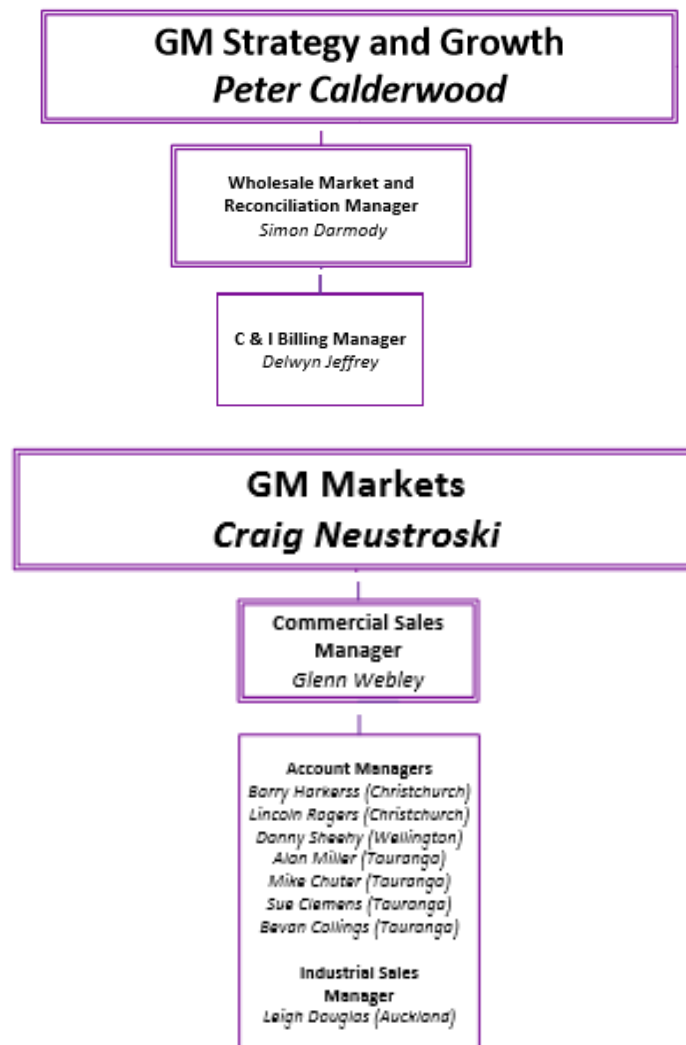 GM Strategy and Growth
Peter Calderwood
Wholesale Market and
Reconciliation Manager
Simon Darmody
C & I Billing Manager
Delwyn Jeffrey
GM Markets
Craig Neustroski
Commercial Sales
Manager
Glenn Webley
Account Managers
Barry Harkerss (Christchurch)
Lincoln Rogers (Christchurch)
Danny Sheehy (Wellington)
Alan Miller (Tauranga)
Mike Chuter (Tauranga)
Sue Clemens (Tauranga)
Bevan Collings (Tauranga)
Industrial Sales
Manager
Leigh Douglas (Auckland)